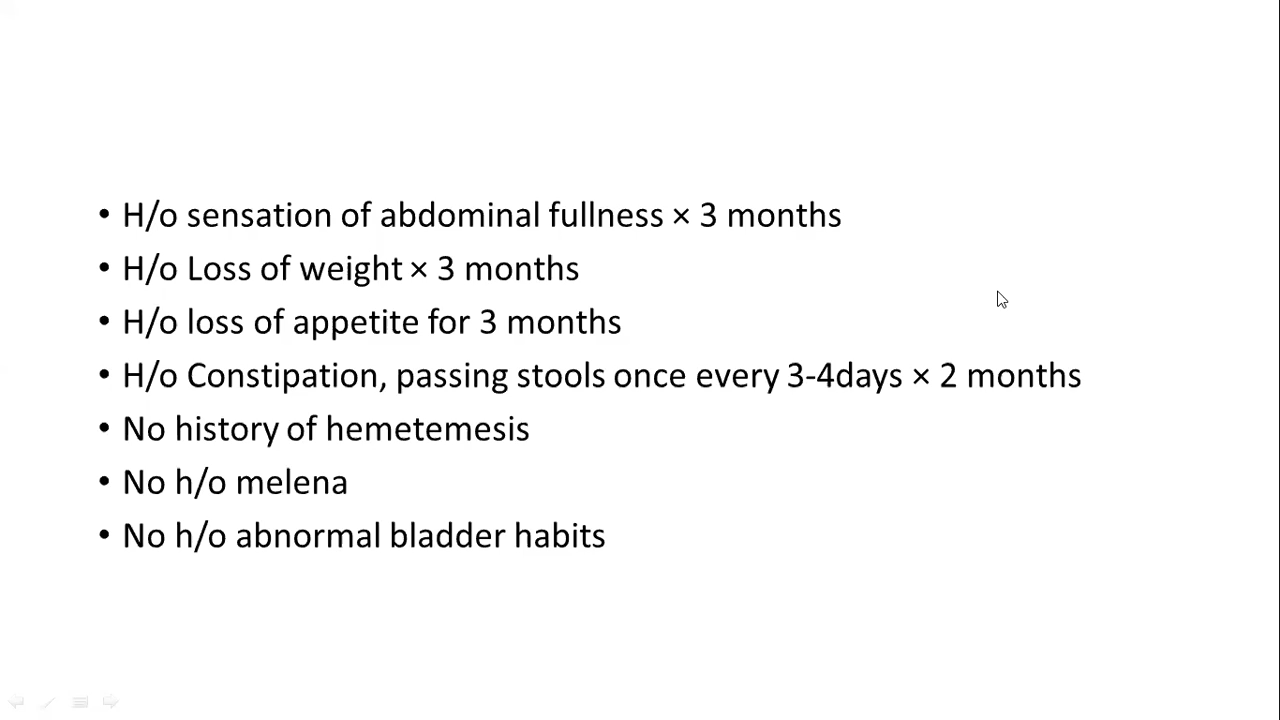 • H/o sensation of abdominal fullness × 3 months
• H/o Loss of weight × 3 months
• H/o loss of appetite for 3 months
• H/o Constipation, passing stools once every 3-4days × 2 months
• No history of hemetemesis
• No h/o melena
• No h/o abnormal bladder habits